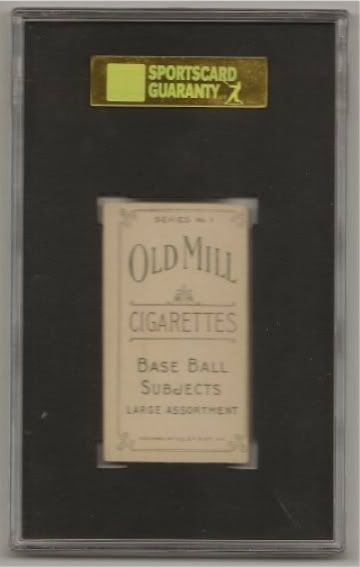 SPORTSCARD
GUARANTY
SERIES No. 1
OLD MILL
CIGARETTES
BASE BALL
SUBJECTS
LARGE ASSORTMENT